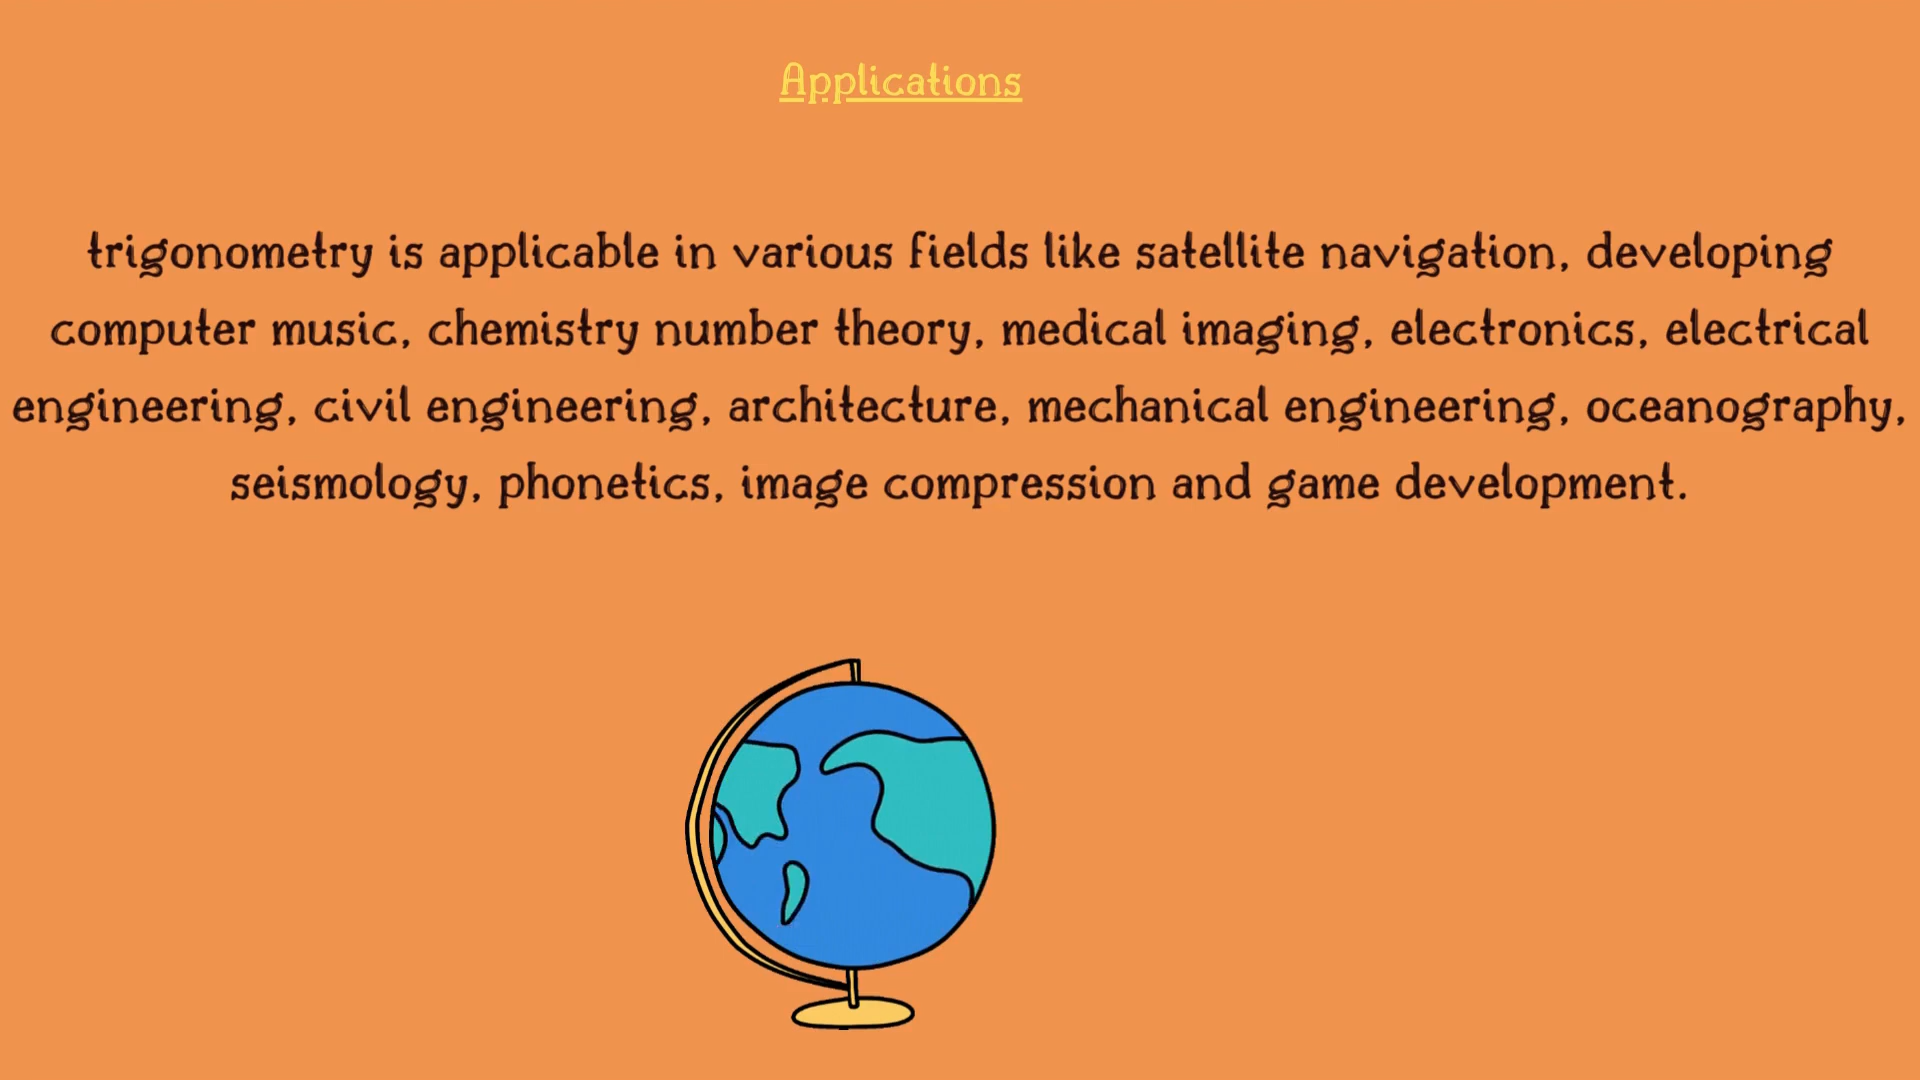 Applications
trigonometry is applicable in various fields like satellite navigation, developing
computer music, chemistry number theory, medical imaging, electronics, electrical
engineering, civil engineering, architecture, mechanical engineering, oceanography,
seismology, phonetics, image compression and game development.